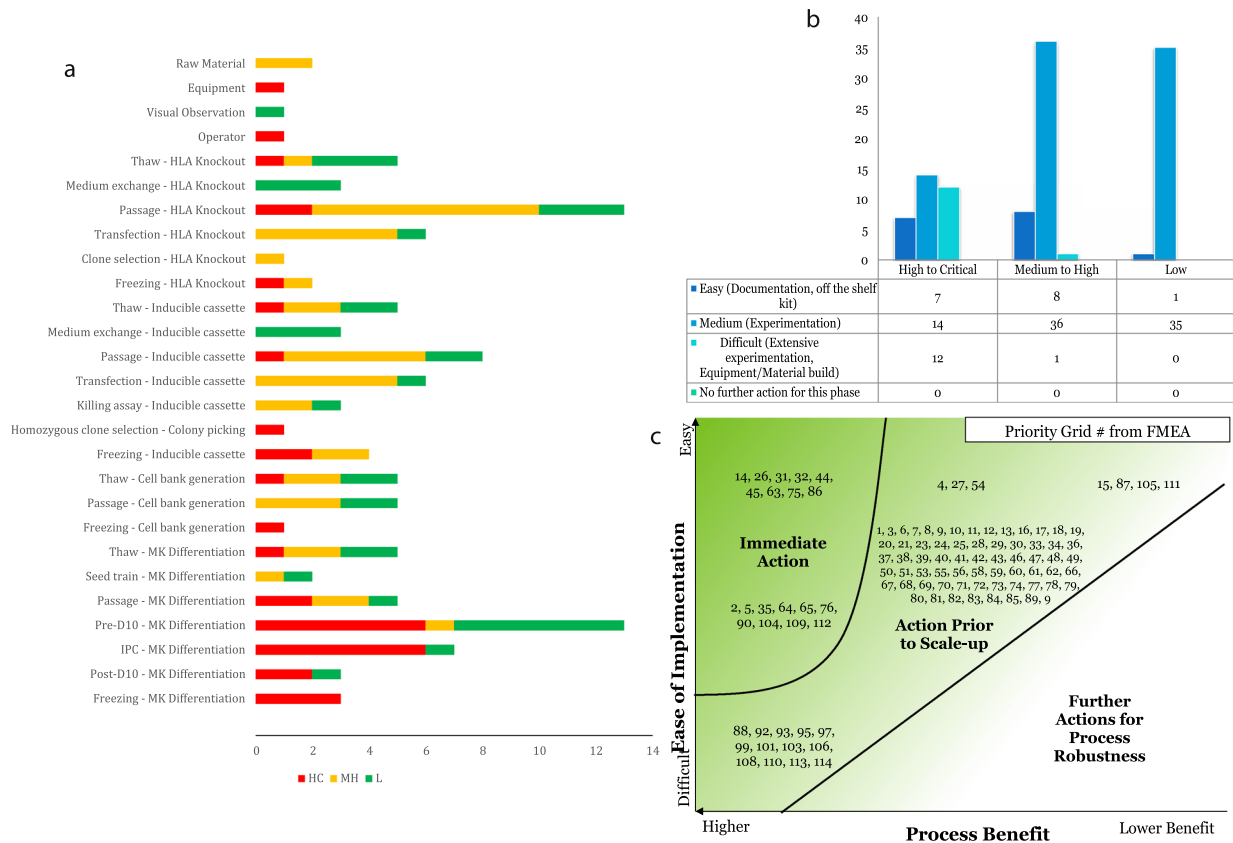 a
Raw Material
Equipment
Visual Observation
Operator
Thaw - HLA Knockout
Medium exchange - HLA Knockout
Passage - HLA Knockout
Transfection - HLA Knockout
Clone selection - HLA Knockout
Freezing - HLA Knockout
Thaw - Inducible cassette
Medium exchange - Inducible cassette
Passage - Inducible cassette
Transfection - Inducible cassette
Killing assay - Inducible cassette
Homozygous clone selection - Colony picking
Freezing - Inducible cassette
Thaw - Cell bank generation
Passage - Cell bank generation
Freezing - Cell bank generation
Thaw - MK Differentiation
Seed train - MK Differentiation
Passage - MK Differentiation
Pre-D10 - MK Differentiation
IPC - MK Differentiation
Post-D10 - MK Differentiation
Freezing - MK Differentiation
0 2 4 6 8 10 12 14
HC MH L
b
40
35
30
25
20
15
10
5
0
High to Critical Medium to High Low
Easy (Documentation, off the shelf
kit)
7 8 1
Medium (Experimentation) 14 36 35
Difficult (Extensive
experimentation,
Equipment/Material build)
12 1 0
No further action for this phase 0 0 0
c
Priority Grid # from FMEA
Easy
Ease of Implementation
Difficult
14, 26, 31, 32, 44,
45, 63, 75, 86
4, 27, 54
15, 87, 105, 111
Immediate
Action
2, 5, 35, 64, 65, 76,
90, 104, 109, 112
1, 3, 6, 7, 8, 9, 10, 11, 12, 13, 16, 17, 18, 19,
20, 21, 23, 24, 25, 28, 29, 30, 33, 34, 36,
37, 38, 39, 40, 41, 42, 43, 46, 47, 48, 49,
50, 51, 53, 55, 56, 58, 59, 60, 61, 62, 66,
67, 68, 69, 70, 71, 72, 73, 74, 77, 78, 79,
80, 81, 82, 83, 84, 85, 89, 9
Action Prior
to Scale-up
88, 92, 93, 95, 97,
99, 101, 103, 106,
108, 110, 113, 114
Further
Actions for
Process
Robustness
Higher
Process Benefit
Lower Benefit